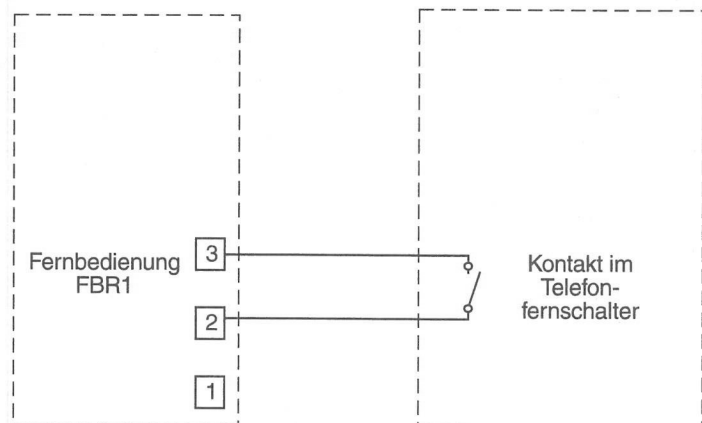 3
Fernbedienung
FBR1
2
1
Kontakt im
Telefon-
fernschalter